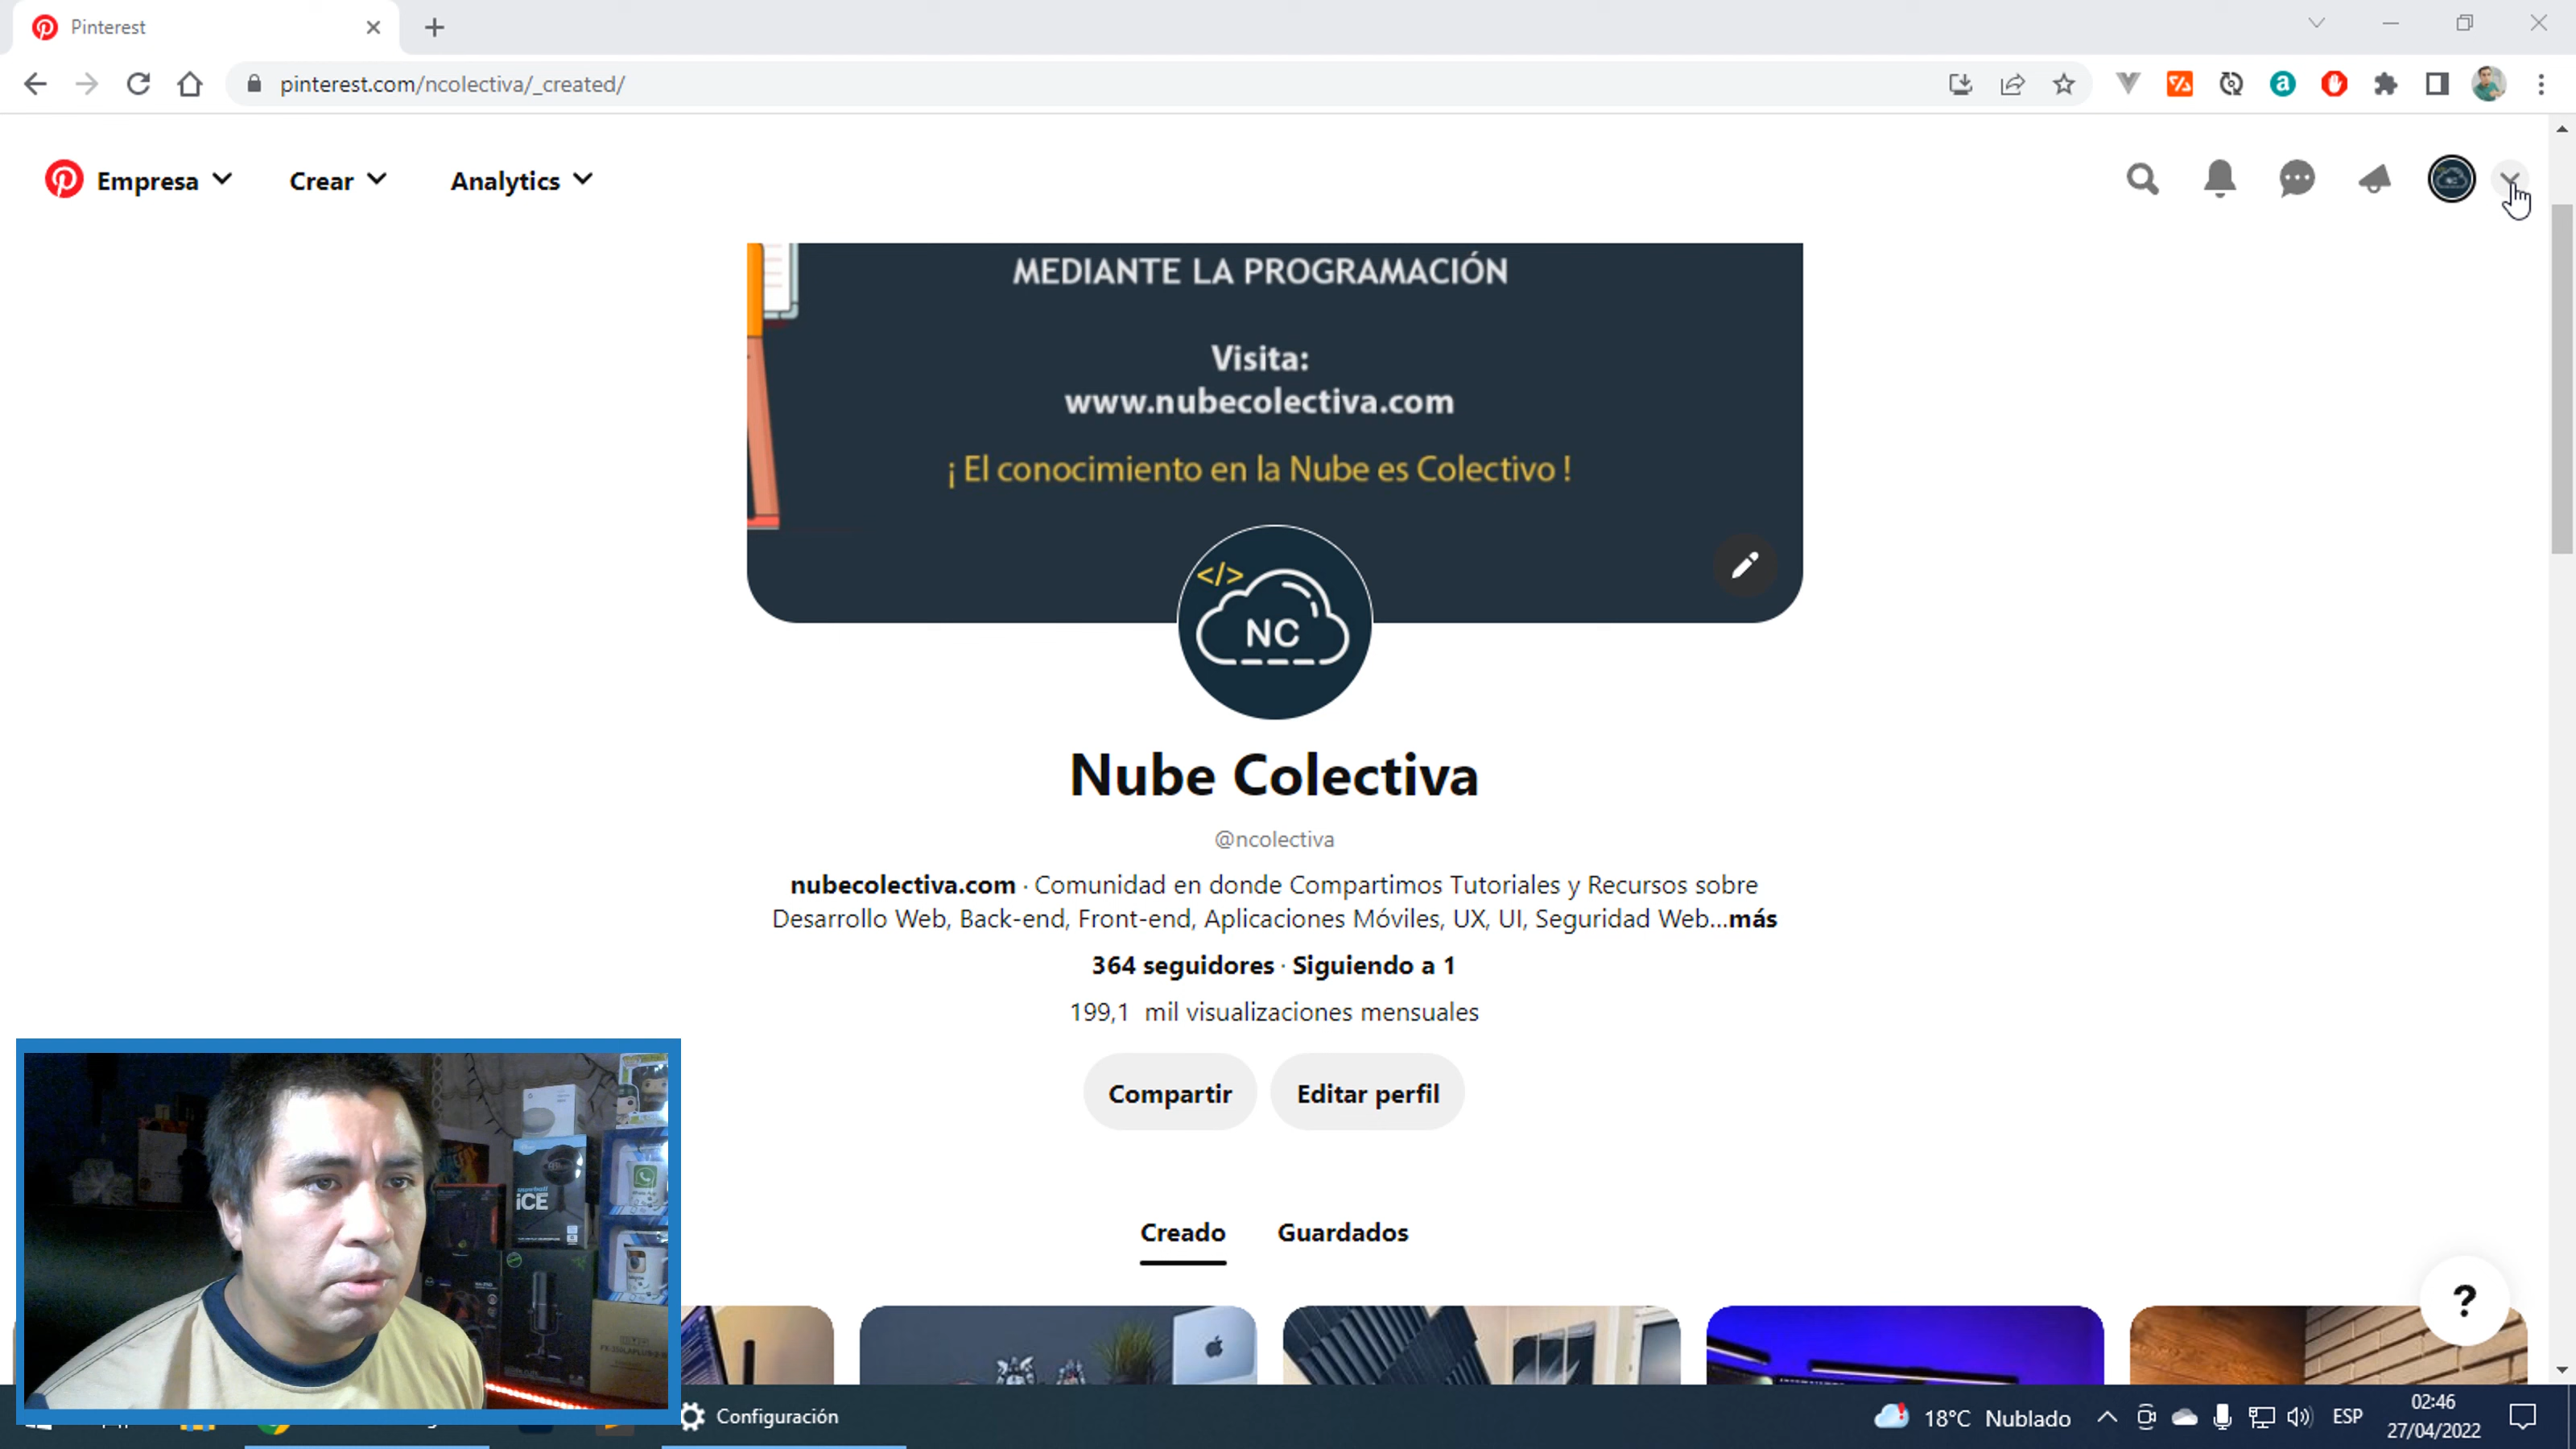 Pinterest
pinterest.com/ncolectiva/_created/
Empresa
Crear
Analytics
MEDIANTE LA PROGRAMACIÓN
Visita:
www.nubecolectiva.com
¡ El conocimiento en la Nube es Colectivo !
</>
NC
Nube Colectiva
@ncolectiva
nubecolectiva.com · Comunidad en donde Compartimos Tutoriales y Recursos sobre
Desarrollo Web, Back-end, Front-end, Aplicaciones Móviles, UX, UI, Seguridad Web...más
364 seguidores · Siguiendo a 1
199,1 mil visualizaciones mensuales
Compartir
Editar perfil
Creado
Guardados
iCE
?
Configuración
18°C Nublado
ESP
02:46
27/04/2022